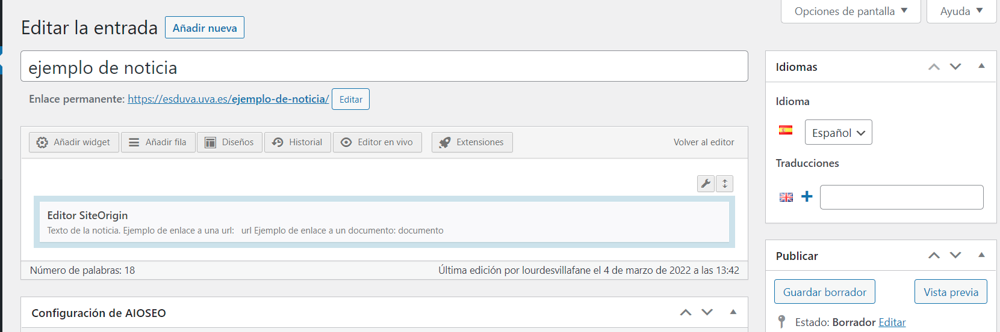 Opciones de pantalla
Ayuda
Editar la entrada
Añadir nueva
ejemplo de noticia
Enlace permanente: https://esduva.uva.es/ejemplo-de-noticia/ Editar
Añadir widget
Añadir fila
Diseños
Historial
Editor en vivo
Extensiones
Volver al editor
Editor SiteOrigin
Texto de la noticia. Ejemplo de enlace a una url: url Ejemplo de enlace a un documento: documento
Número de palabras: 18
Última edición por lourdesvillafane el 4 de marzo de 2022 a las 13:42
Configuración de AIOSEO
Idiomas
Idioma
Español
Traducciones
Publicar
Guardar borrador
Vista previa
Estado: Borrador Editar